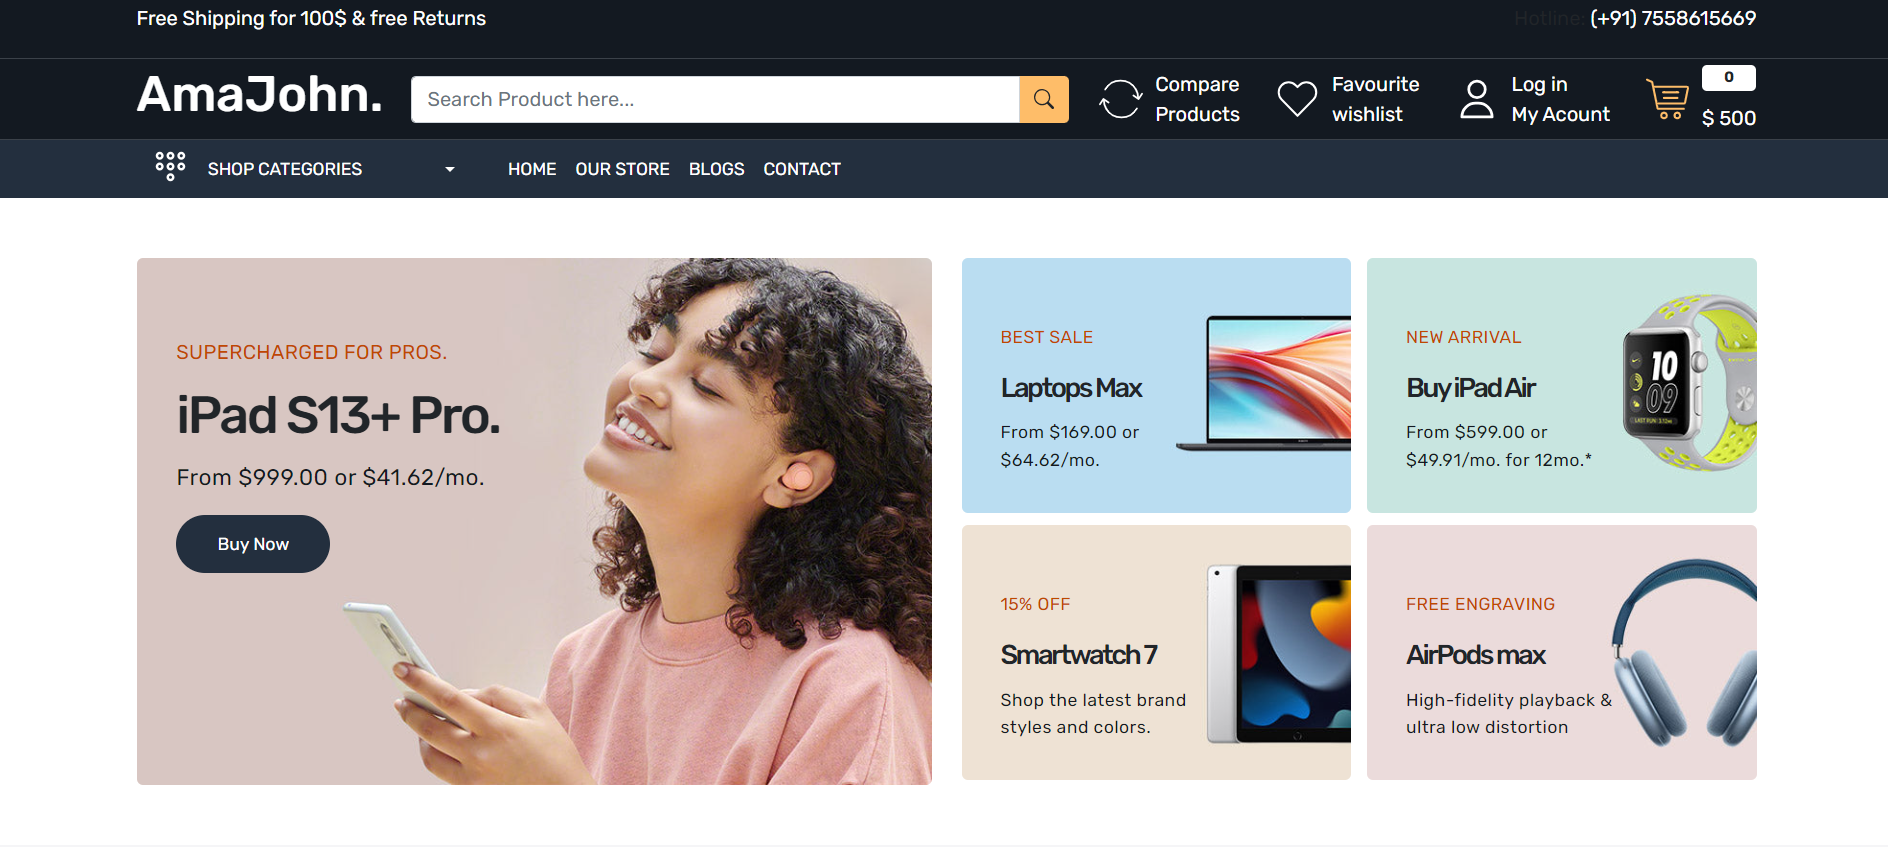 Free Shipping for 100$ & free Returns
Hotline: (+91) 7558615669
AmaJohn.
Search Product here...
Compare
Products
Favourite
wishlist
Log in
My Acount
0
$ 500
SHOP CATEGORIES
HOME OUR STORE BLOGS CONTACT
SUPERCHARGED FOR PROS.
iPad S13+ Pro.
From $999.00 or $41.62/mo.
Buy Now
BEST SALE
Laptops Max
From $169.00 or
$64.62/mo.
NEW ARRIVAL
Buy iPad Air
From $599.00 or
$49.91/mo. for 12mo.*
10
09
15% OFF
Smartwatch 7
Shop the latest brand
styles and colors.
FREE ENGRAVING
AirPods max
High-fidelity playback &
ultra low distortion